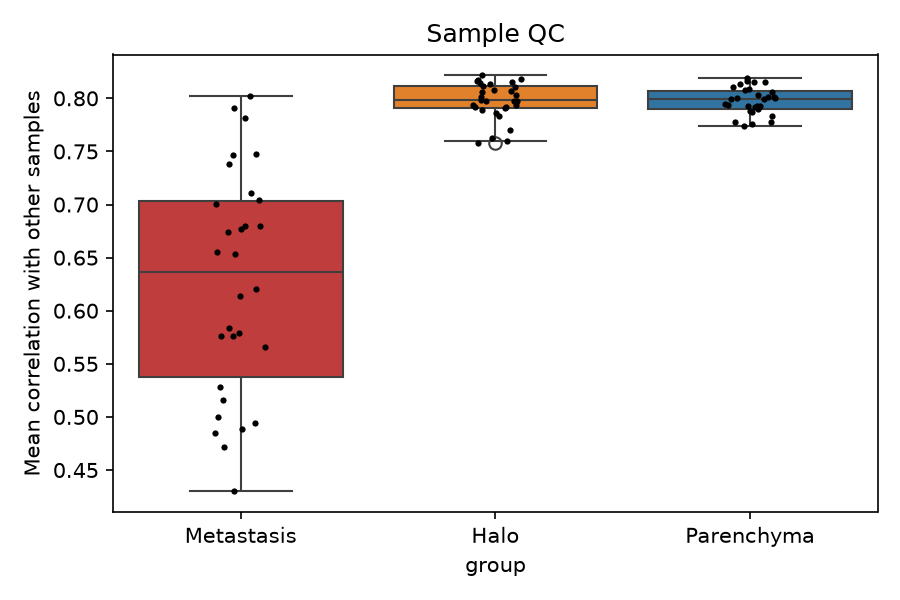 Sample QC
Mean correlation with other samples
0.80
0.75
0.70
0.65
0.60
0.55
0.50
0.45
Metastasis
Halo
Parenchyma
group